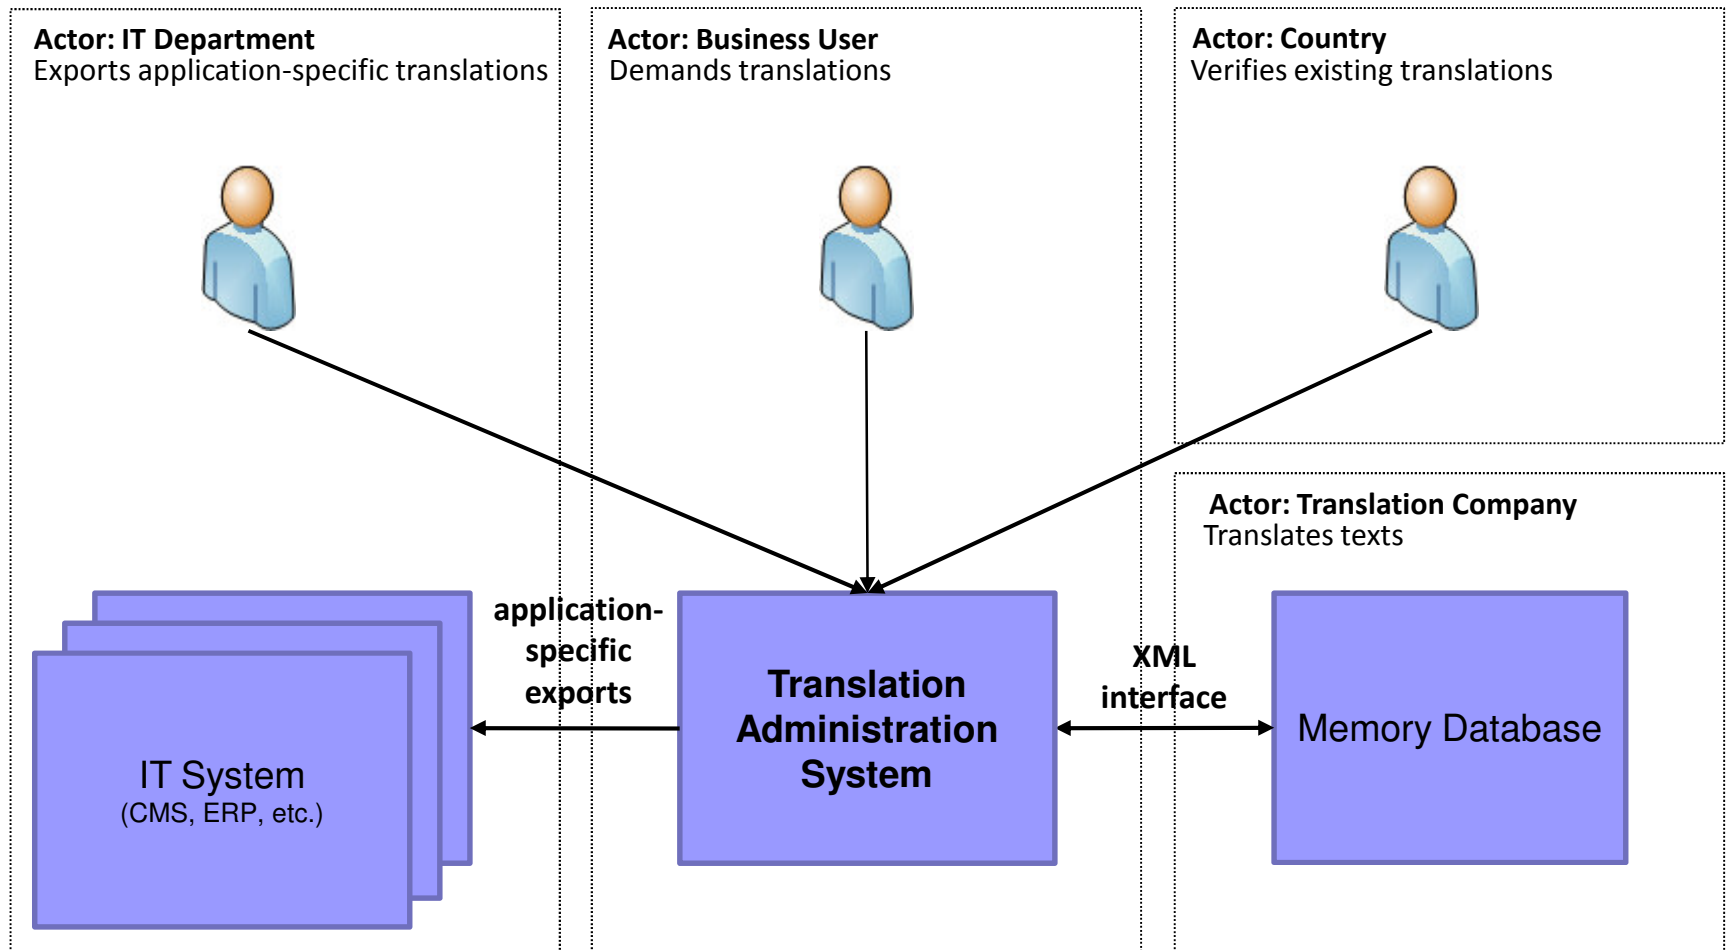 Actor: IT Department
Exports application-specific translations
Actor: Business User
Demands translations
Actor: Country
Verifies existing translations
Actor: Translation Company
Translates texts
application-
specific
exports
XML
interface
Translation
Administration
System
Memory Database
IT System
(CMS, ERP, etc.)